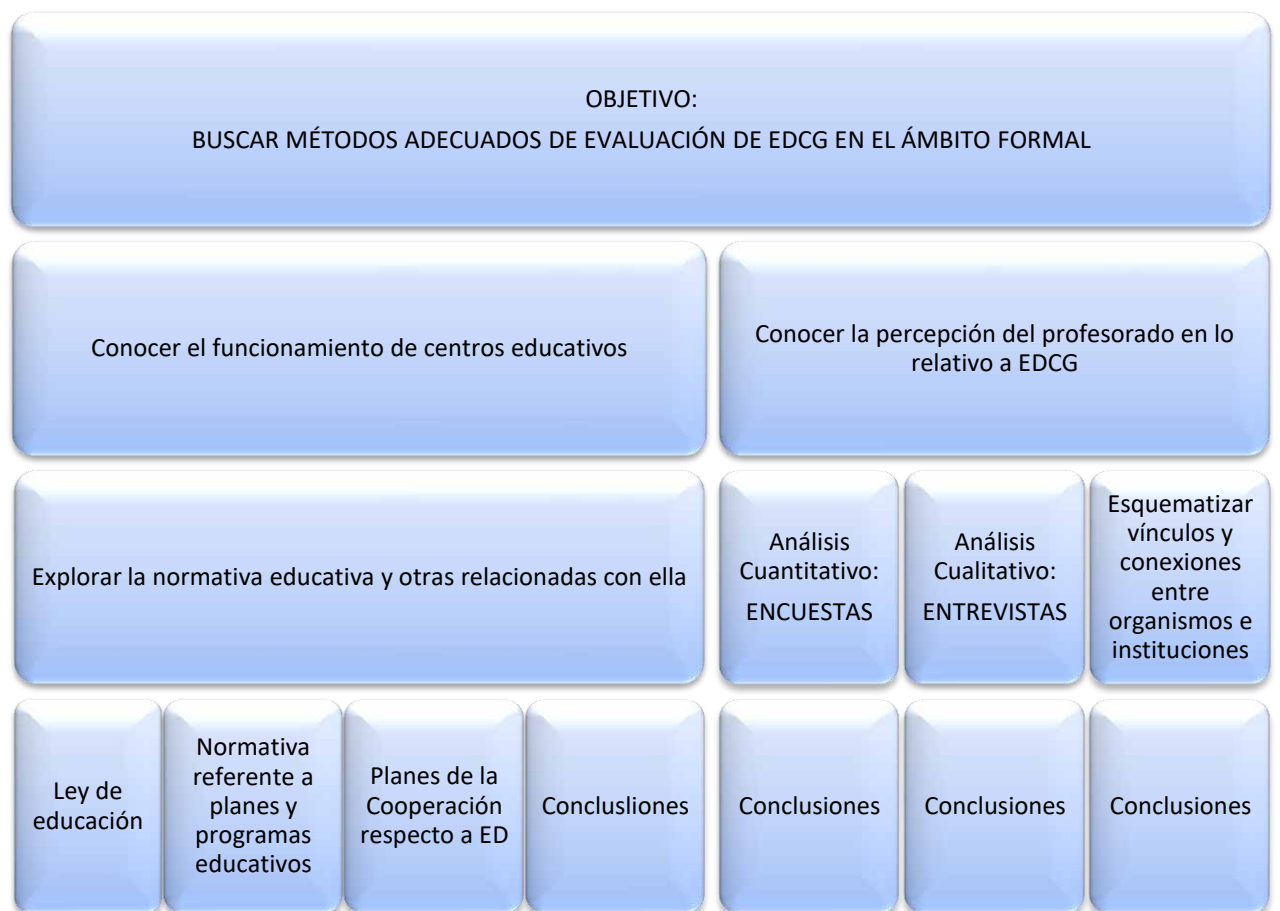 OBJETIVO:
BUSCAR MÉTODOS ADECUADOS DE EVALUACIÓN DE EDCG EN EL ÁMBITO FORMAL
Conocer el funcionamiento de centros educativos
Conocer la percepción del profesorado en lo
relativo a EDCG
Explorar la normativa educativa y otras relacionadas con ella
Análisis
Cuantitativo:
ENCUESTAS
Análisis
Cualitativo:
ENTREVISTAS
Esquematizar
vínculos y
conexiones
entre
organismos e
instituciones
Ley de
educación
Normativa
referente a
planes y
programas
educativos
Planes de la
Cooperación
respecto a ED
Conclusliones
Conclusiones
Conclusiones
Conclusiones